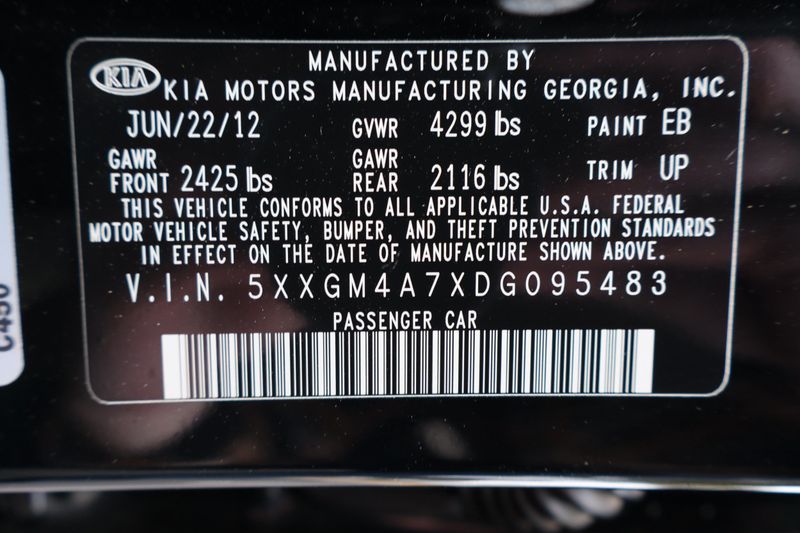 MANUFACTURED BY
KIA KIA MOTORS MANUFACTURING GEORGIA, INC.
JUN/22/12 GVWR 4299 lbs PAINT EB
GAWR FRONT 2425 lbs GAWR REAR 2116 lbs TRIM UP
THIS VEHICLE CONFORMS TO ALL APPLICABLE U.S.A. FEDERAL
MOTOR VEHICLE SAFETY, BUMPER, AND THEFT PREVENTION STANDARDS
IN EFFECT ON THE DATE OF MANUFACTURE SHOWN ABOVE.
V.I.N. 5XXGM4A7XDG095483
PASSENGER CAR